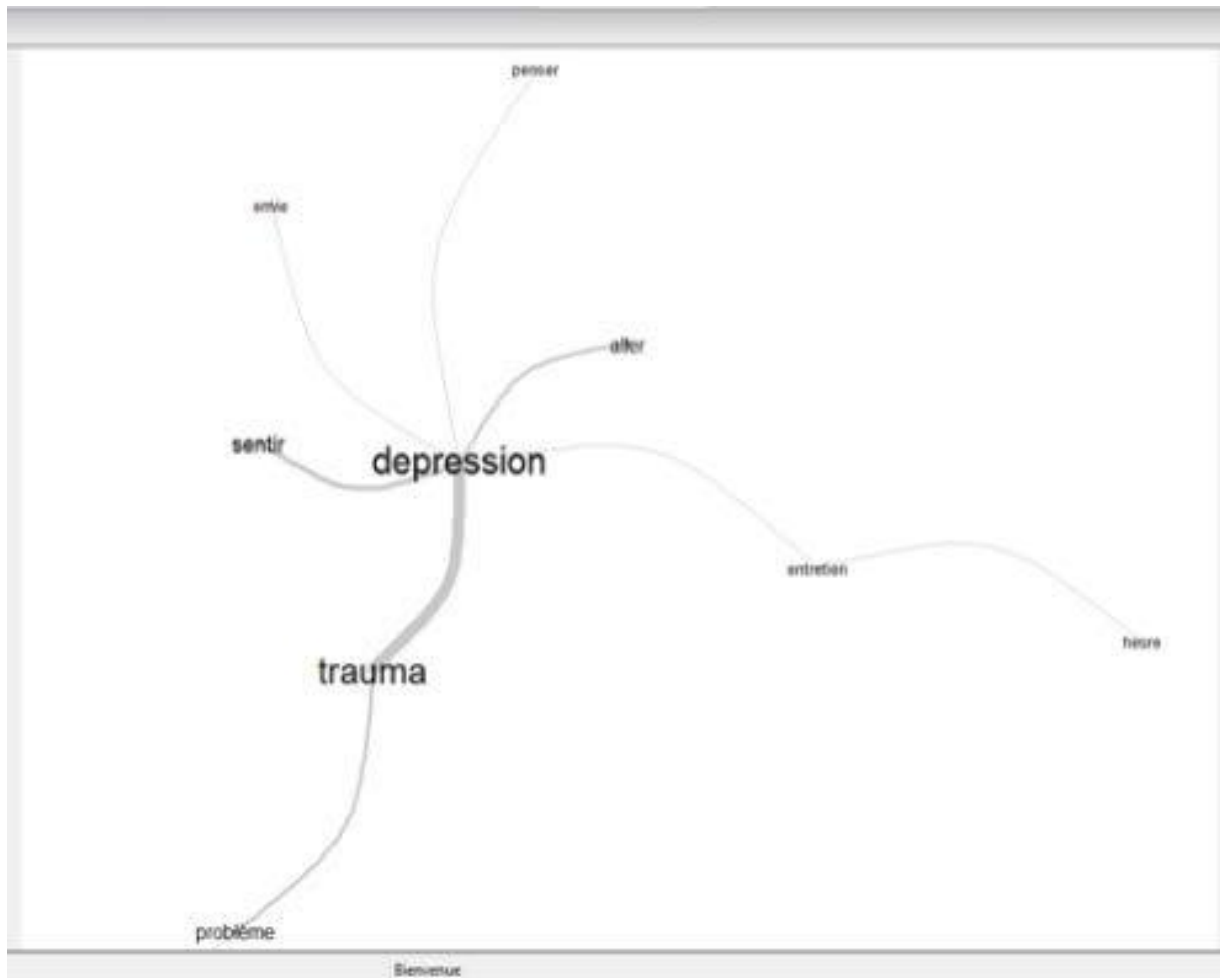 penser
envie
aller
sentir
depression
entretien
heure
trauma
problème
Bienvenue